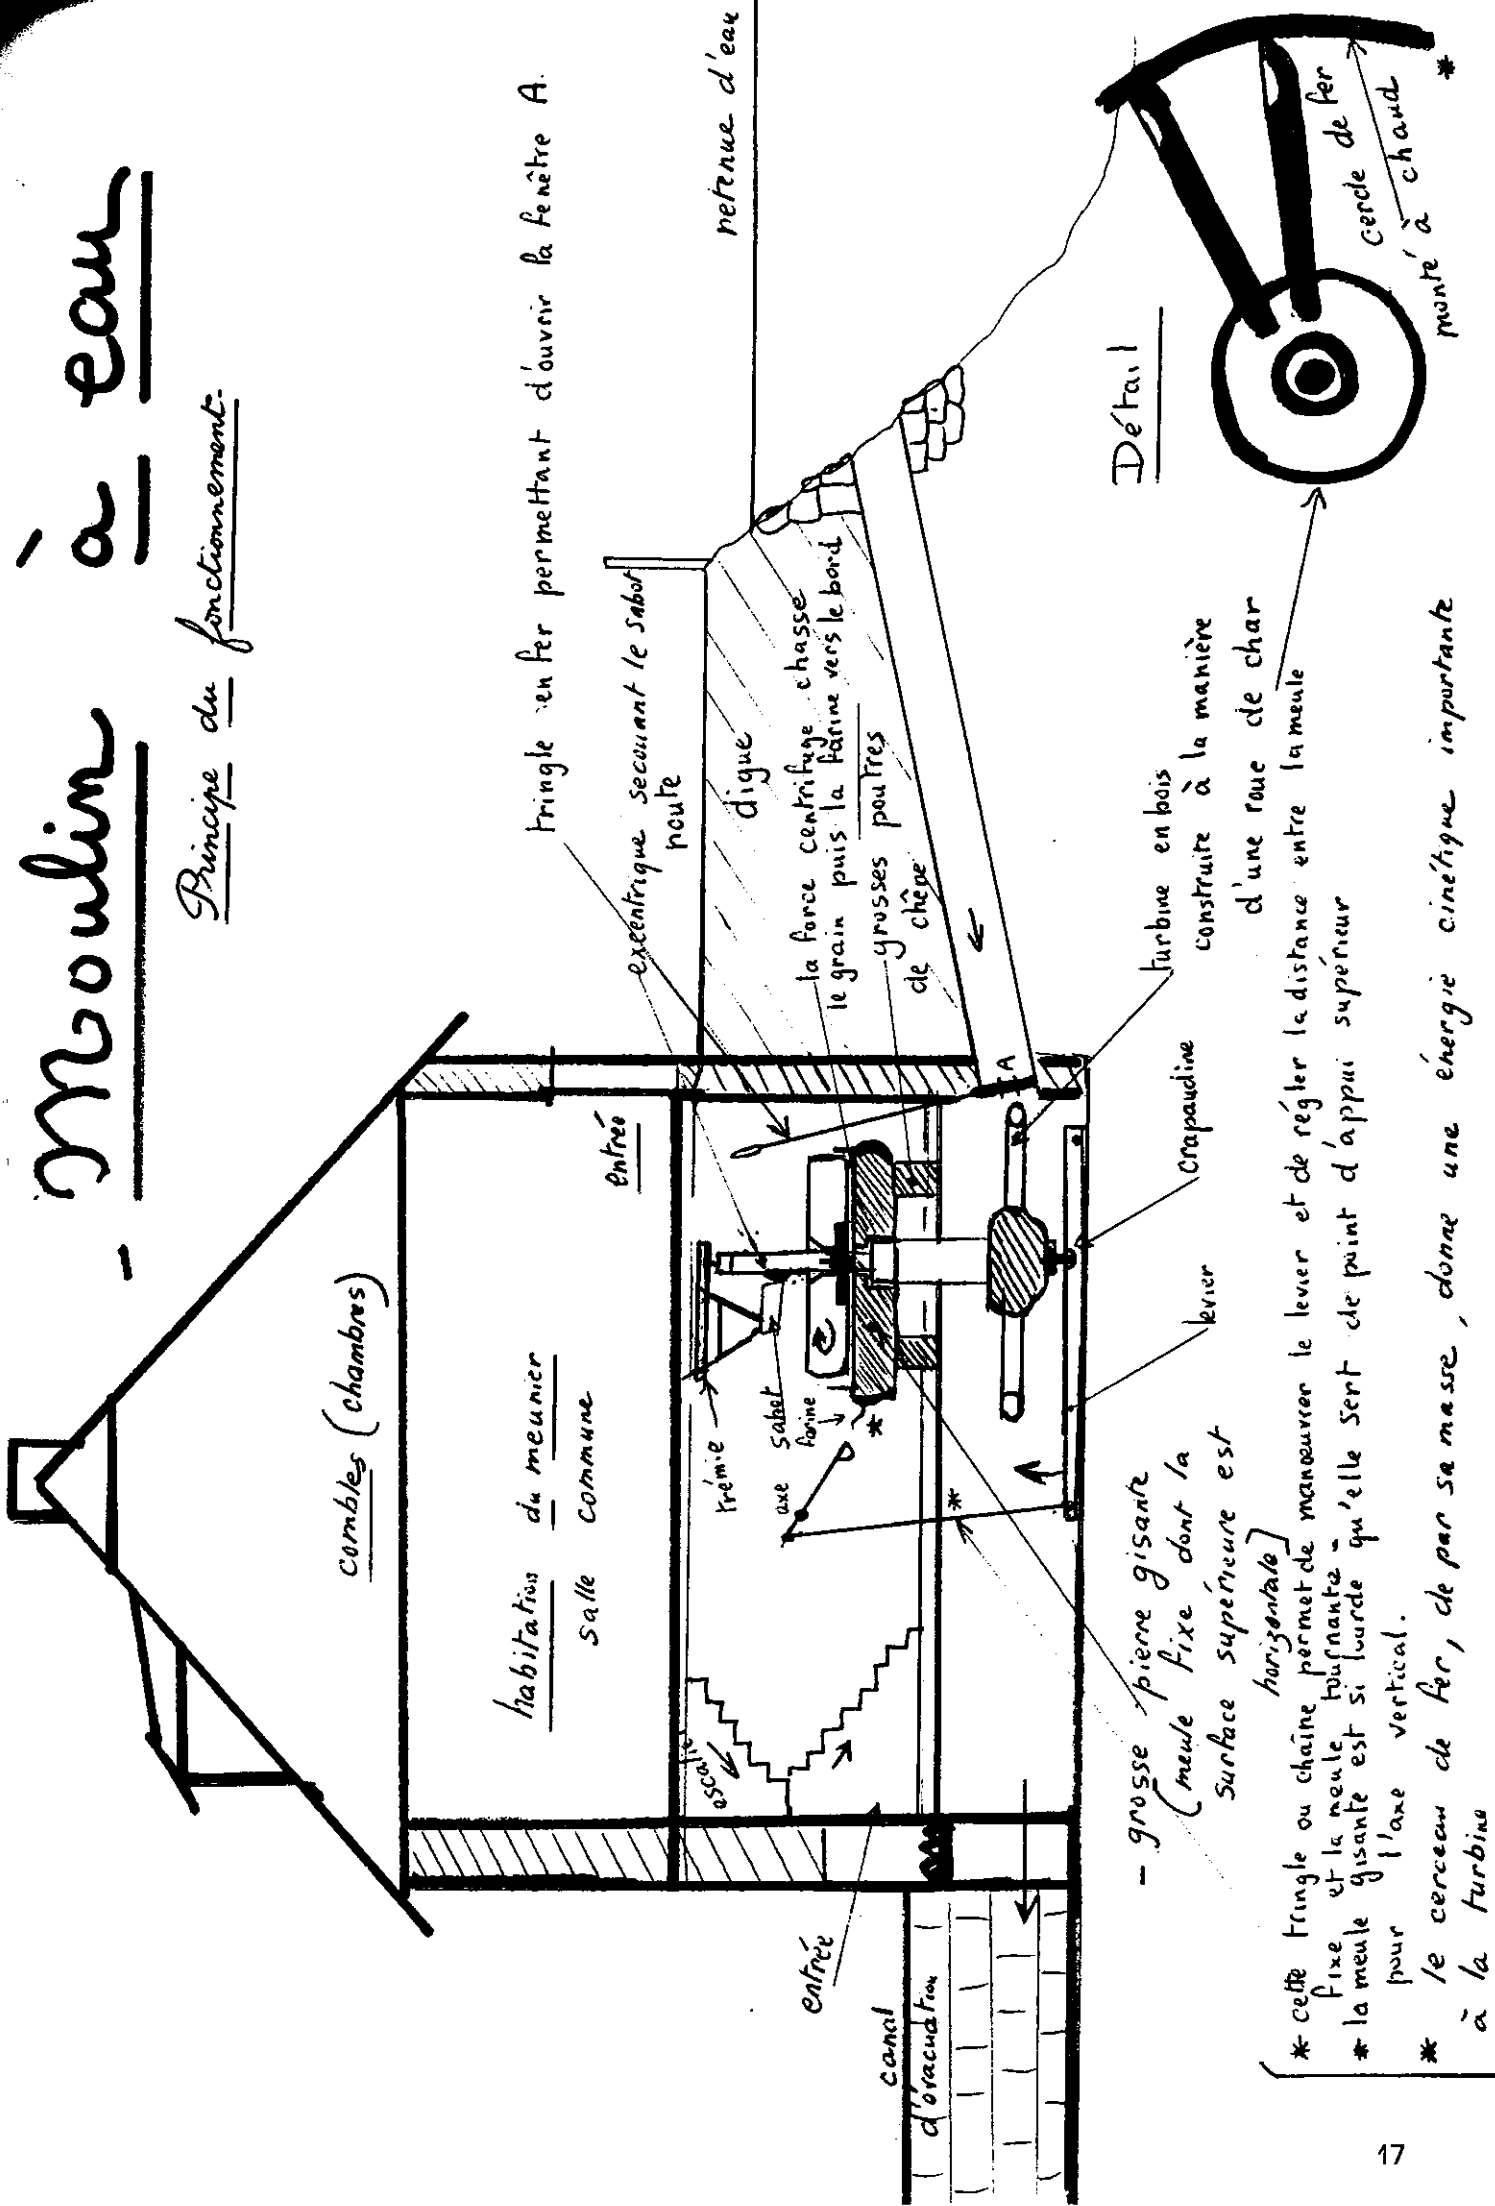 - Moulin à eau
Principe du fonctionnement.
combles (chambres)
habitation du meunier
salle commune
entrée
tringle en fer permettant d'ouvrir la fenêtre A.
excentrique secouant le sabot
route
retenue d'eau
digue
la force centrifuge chasse
le grain puis la farine vers le bord
grosses poutres
de chêne
escalier
trémie
axe
sabot
farine
*
*
A
entrée
canal
d'évacuation
levier
crapaudine
turbine en bois
construite à la manière
d'une roue de char
Détail
cercle de fer
monté à chaud
*
- grosse pierre gisante
(meule fixe dont la
surface supérieure est
horizontale)
* cette tringle ou chaîne permet de manœuvrer le levier et de régler la distance entre la meule
fixe et la meule tournante -
* la meule gisante est si lourde qu'elle sert de point d'appui supérieur
pour l'axe vertical.
* le cerceau de fer, de par sa masse, donne une énergie cinétique importante
à la turbine
17